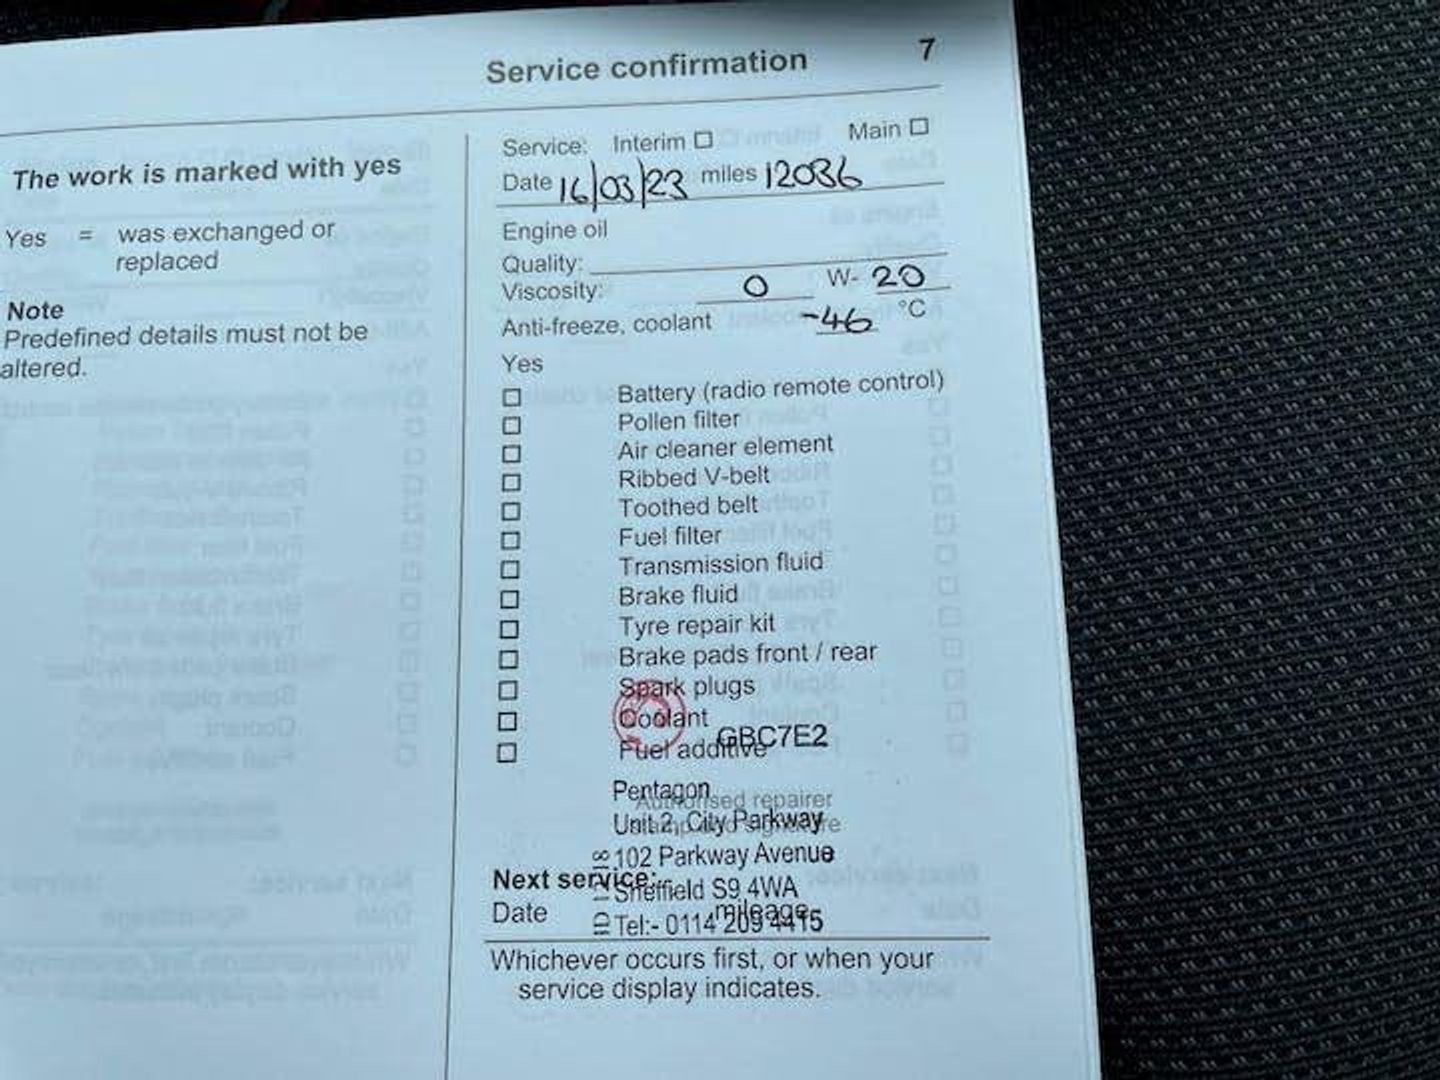 Service confirmation 7
The work is marked with yes
Yes = was exchanged or
replaced
Note
Predefined details must not be
altered.
Service: Interim ☐ Main ☐
Date 16/03/23 miles 12036
Engine oil
Quality:
Viscosity: 0 W- 20
Anti-freeze, coolant -46 °C
Yes
☐ Battery (radio remote control)
☐ Pollen filter
☐ Air cleaner element
☐ Ribbed V-belt
☐ Toothed belt
☐ Fuel filter
☐ Transmission fluid
☐ Brake fluid
☐ Tyre repair kit
☐ Brake pads front / rear
☐ Spark plugs
☐ Coolant
☐ Fuel additive
GBC7E2
Pentagon
Authorised repairer
Unit 2, City Parkway
stamp and signature
102 Parkway Avenue
Next service:
Sheffield S9 4WA
Date mileage
Tel:- 0114 209 4415
Whichever occurs first, or when your
service display indicates.